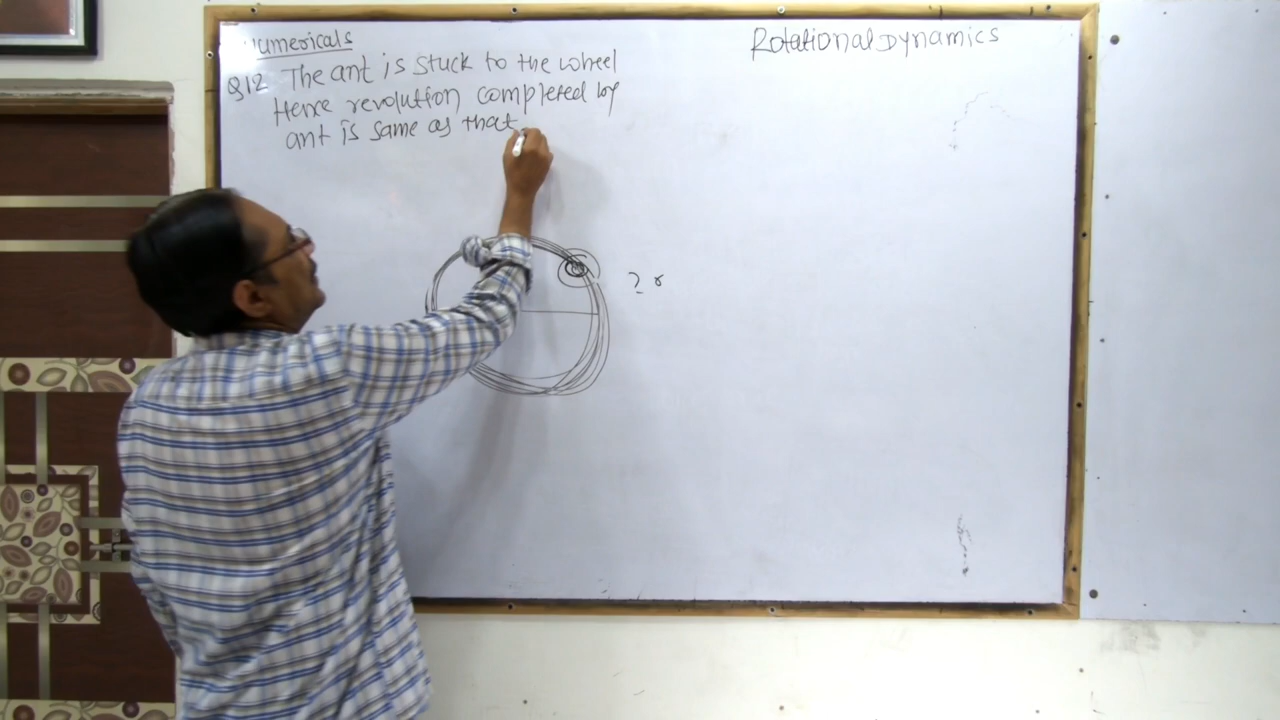 Numericals
Rotational Dynamics
Q12 The ant is stuck to the wheel
Hence revolution completed by
ant is same as that
? r